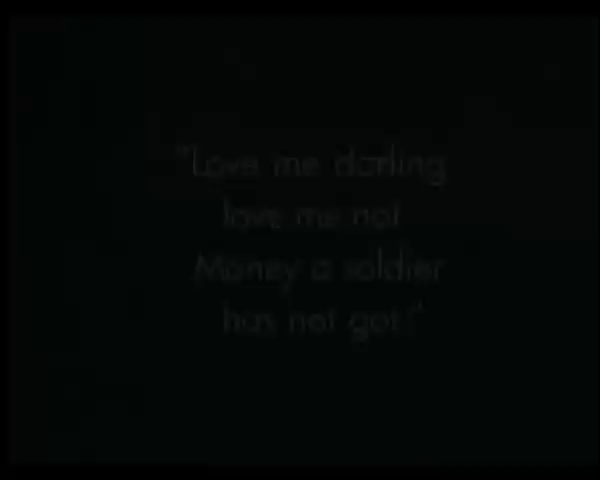 "Love me darling
love me not
Money a soldier
has not got!"